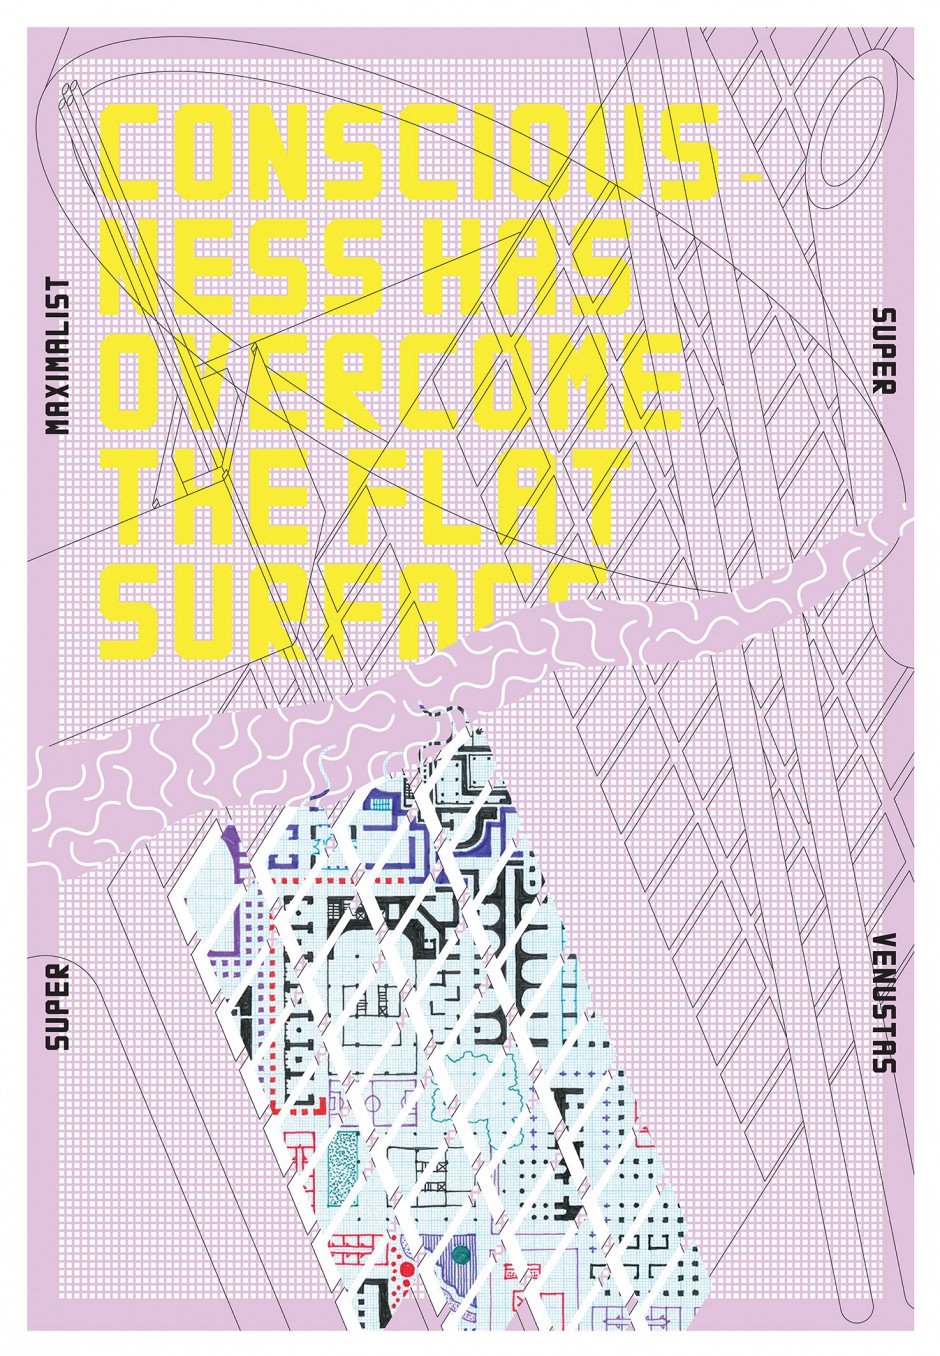 CONSCIOUS-
NESS HAS
OVERCOME
THE FLAT
SURFACE
MAXIMALIST
SUPER
SUPER
VENUSTAS